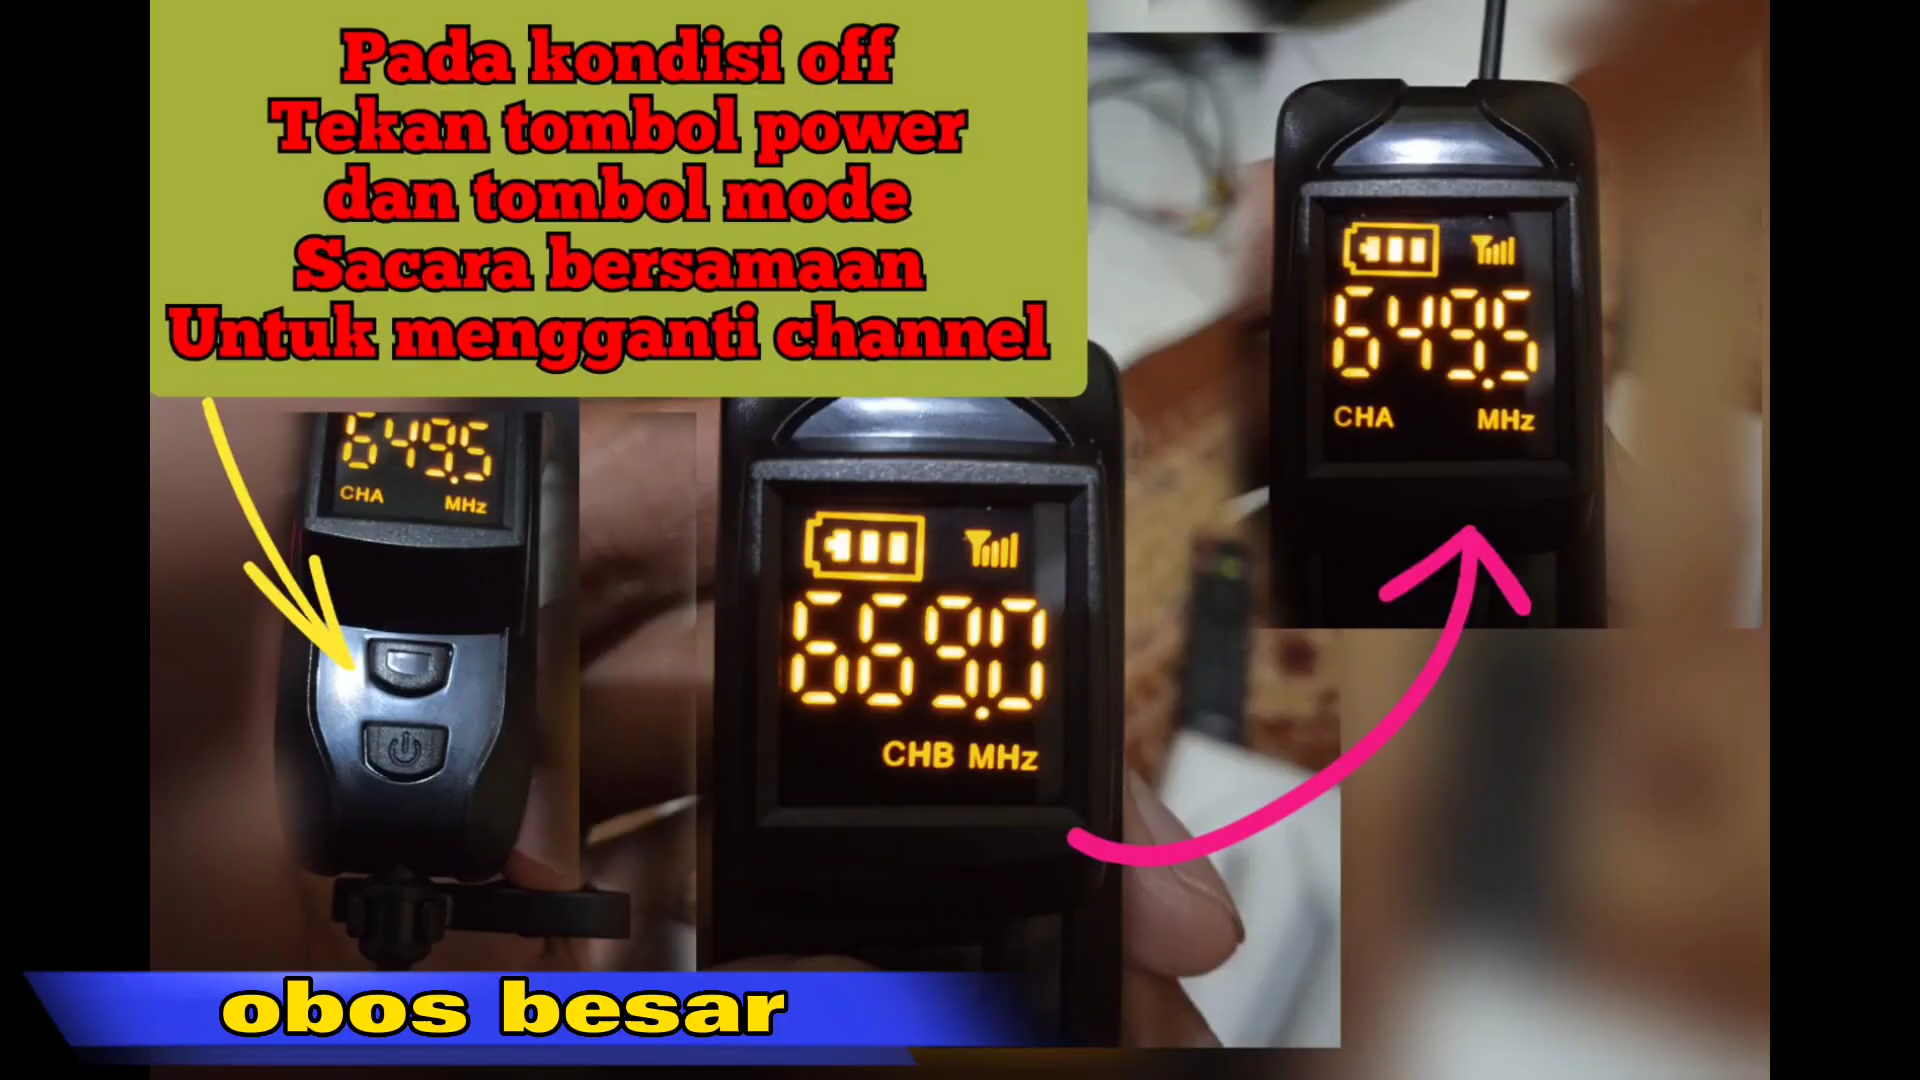 Pada kondisi off
Tekan tombol power
dan tombol mode
Sacara bersamaan
Untuk mengganti channel
649.5
CHA MHz
649.5
CHA MHz
669.0
CHB MHz
obos besar